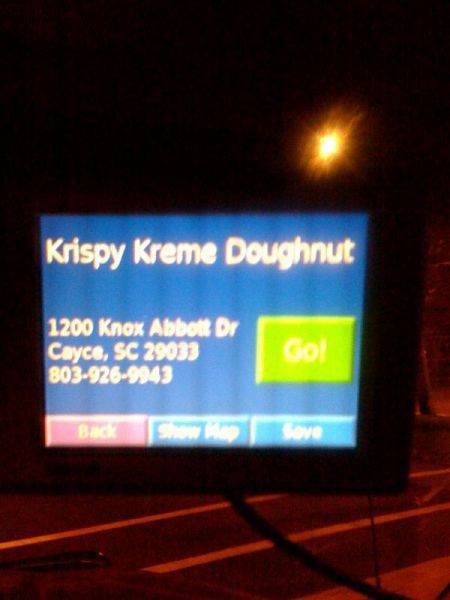 Krispy Kreme Doughnut
1200 Knox Abbott Dr
Cayce, SC 29033
803-926-9943
Go!
Back
Show Map
Save